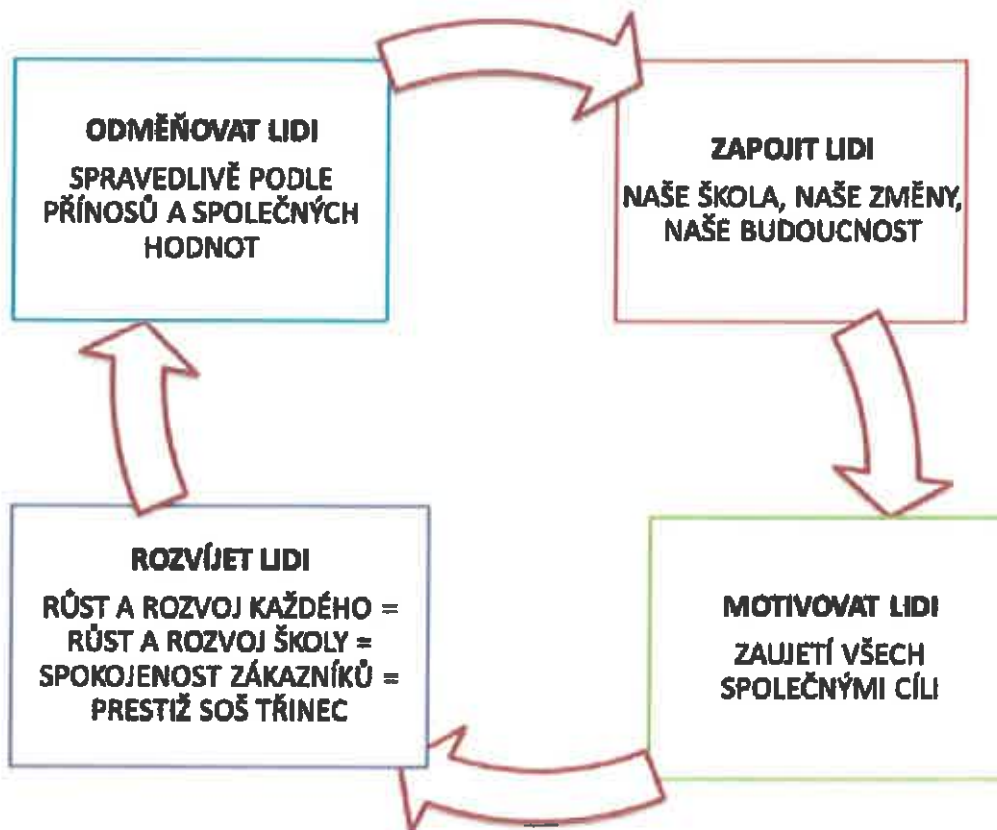 ODMĚŇOVAT LIDI
SPRAVEDLIVĚ PODLE
PŘÍNOSŮ A SPOLEČNÝCH
HODNOT
ZAPOJIT LIDI
NAŠE ŠKOLA, NAŠE ZMĚNY,
NAŠE BUDOUCNOST
ROZVÍJET LIDI
RŮST A ROZVOJ KAŽDÉHO =
RŮST A ROZVOJ ŠKOLY =
SPOKOJENOST ZÁKAZNÍKŮ =
PRESTIŽ SOŠ TŘINEC
MOTIVOVAT LIDI
ZAUJETÍ VŠECH
SPOLEČNÝMI CÍLI